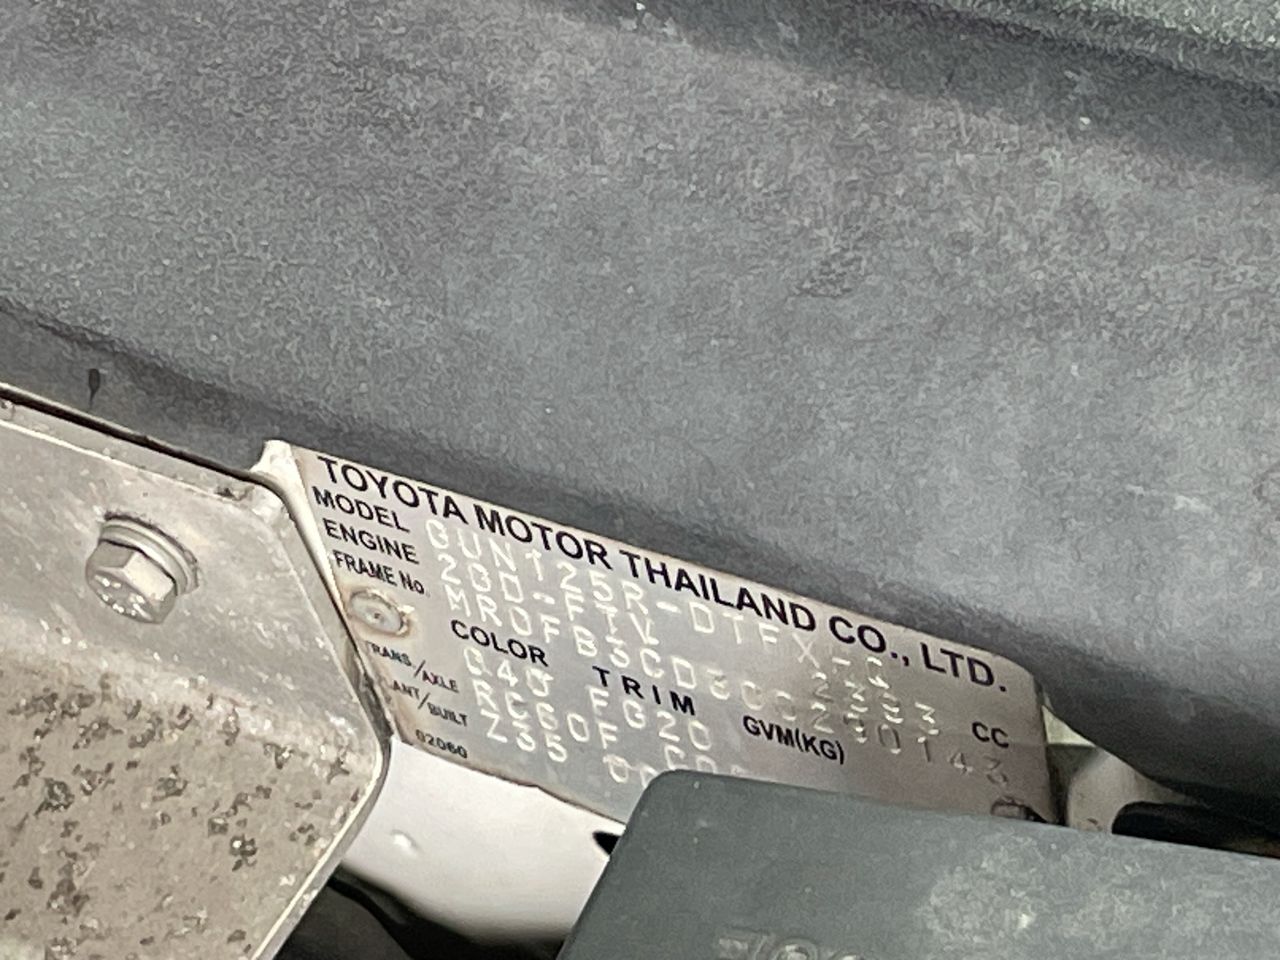 TOYOTA MOTOR THAILAND CO., LTD.
MODEL GUN125R-DTFX
ENGINE 2GD-FTV 2393 CC
FRAME No. MR0FB3CD300230143
COLOR TRIM GVM(KG)
040 FG20
TRANS./AXLE RC60F
PLANT/BUILT Z35
02060